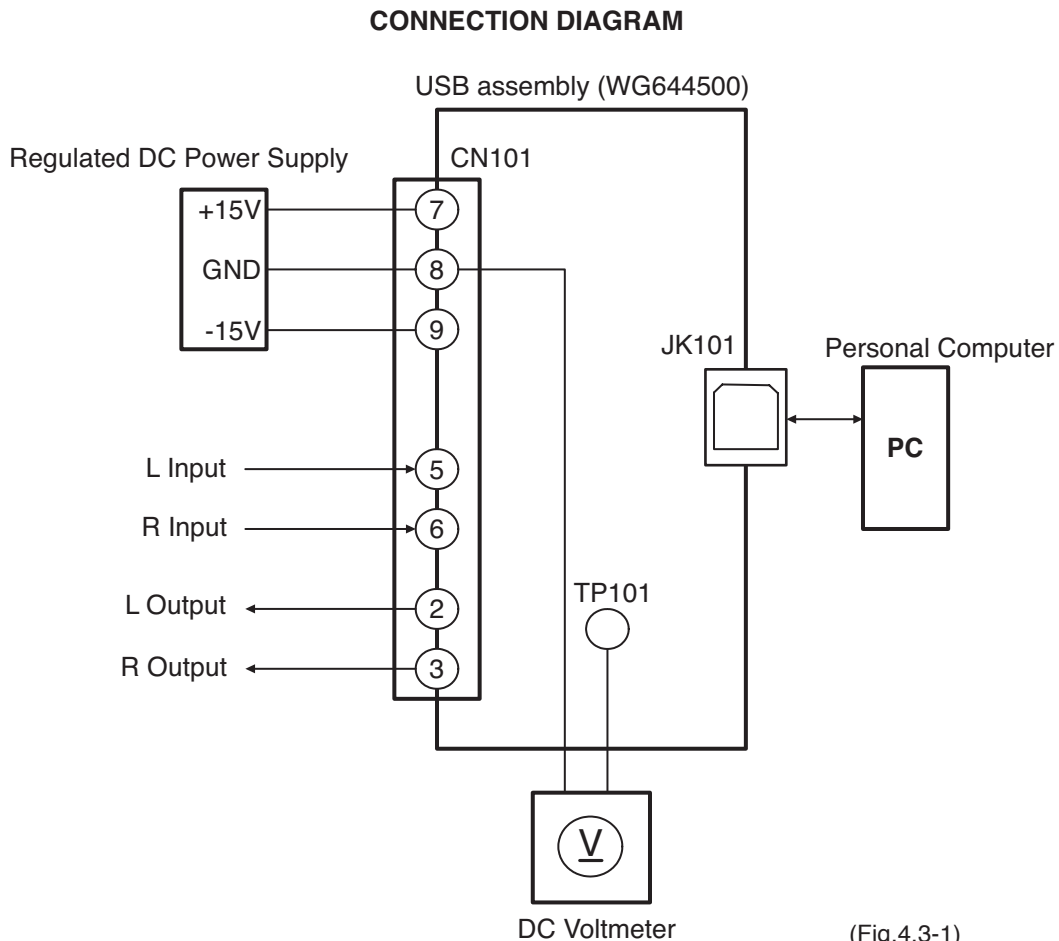 CONNECTION DIAGRAM
USB assembly (WG644500)
Regulated DC Power Supply
CN101
+15V
7
GND
8
-15V
9
JK101
Personal Computer
PC
L Input
5
R Input
6
TP101
L Output
2
R Output
3
V
DC Voltmeter
(Fig.4.3-1)